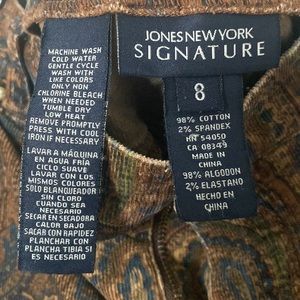 MACHINE WASH
COLD WATER
GENTLE CYCLE
WASH WITH
LIKE COLORS
ONLY NON
CHLORINE BLEACH
WHEN NEEDED
TUMBLE DRY
LOW HEAT
REMOVE PROMPTLY
PRESS WITH COOL
IRON IF NECESSARY
LAVAR A MÁQUINA
EN AGUA FRÍA
CICLO SUAVE
LAVAR CON LOS
MISMOS COLORES
SOLO BLANQUEADOR
SIN CLORO
CUANDO SEA
NECESARIO
SECAR EN SECADORA
CALOR BAJO
SACAR CON RAPIDEZ
PLANCHAR CON
PLANCHA TIBIA SI
ES NECESARIO
JONES NEW YORK
SIGNATURE
8
98% COTTON
2% SPANDEX
RN 54050
CA 08349
MADE IN
CHINA
98% ALGODON
2% ELASTANO
HECHO EN
CHINA